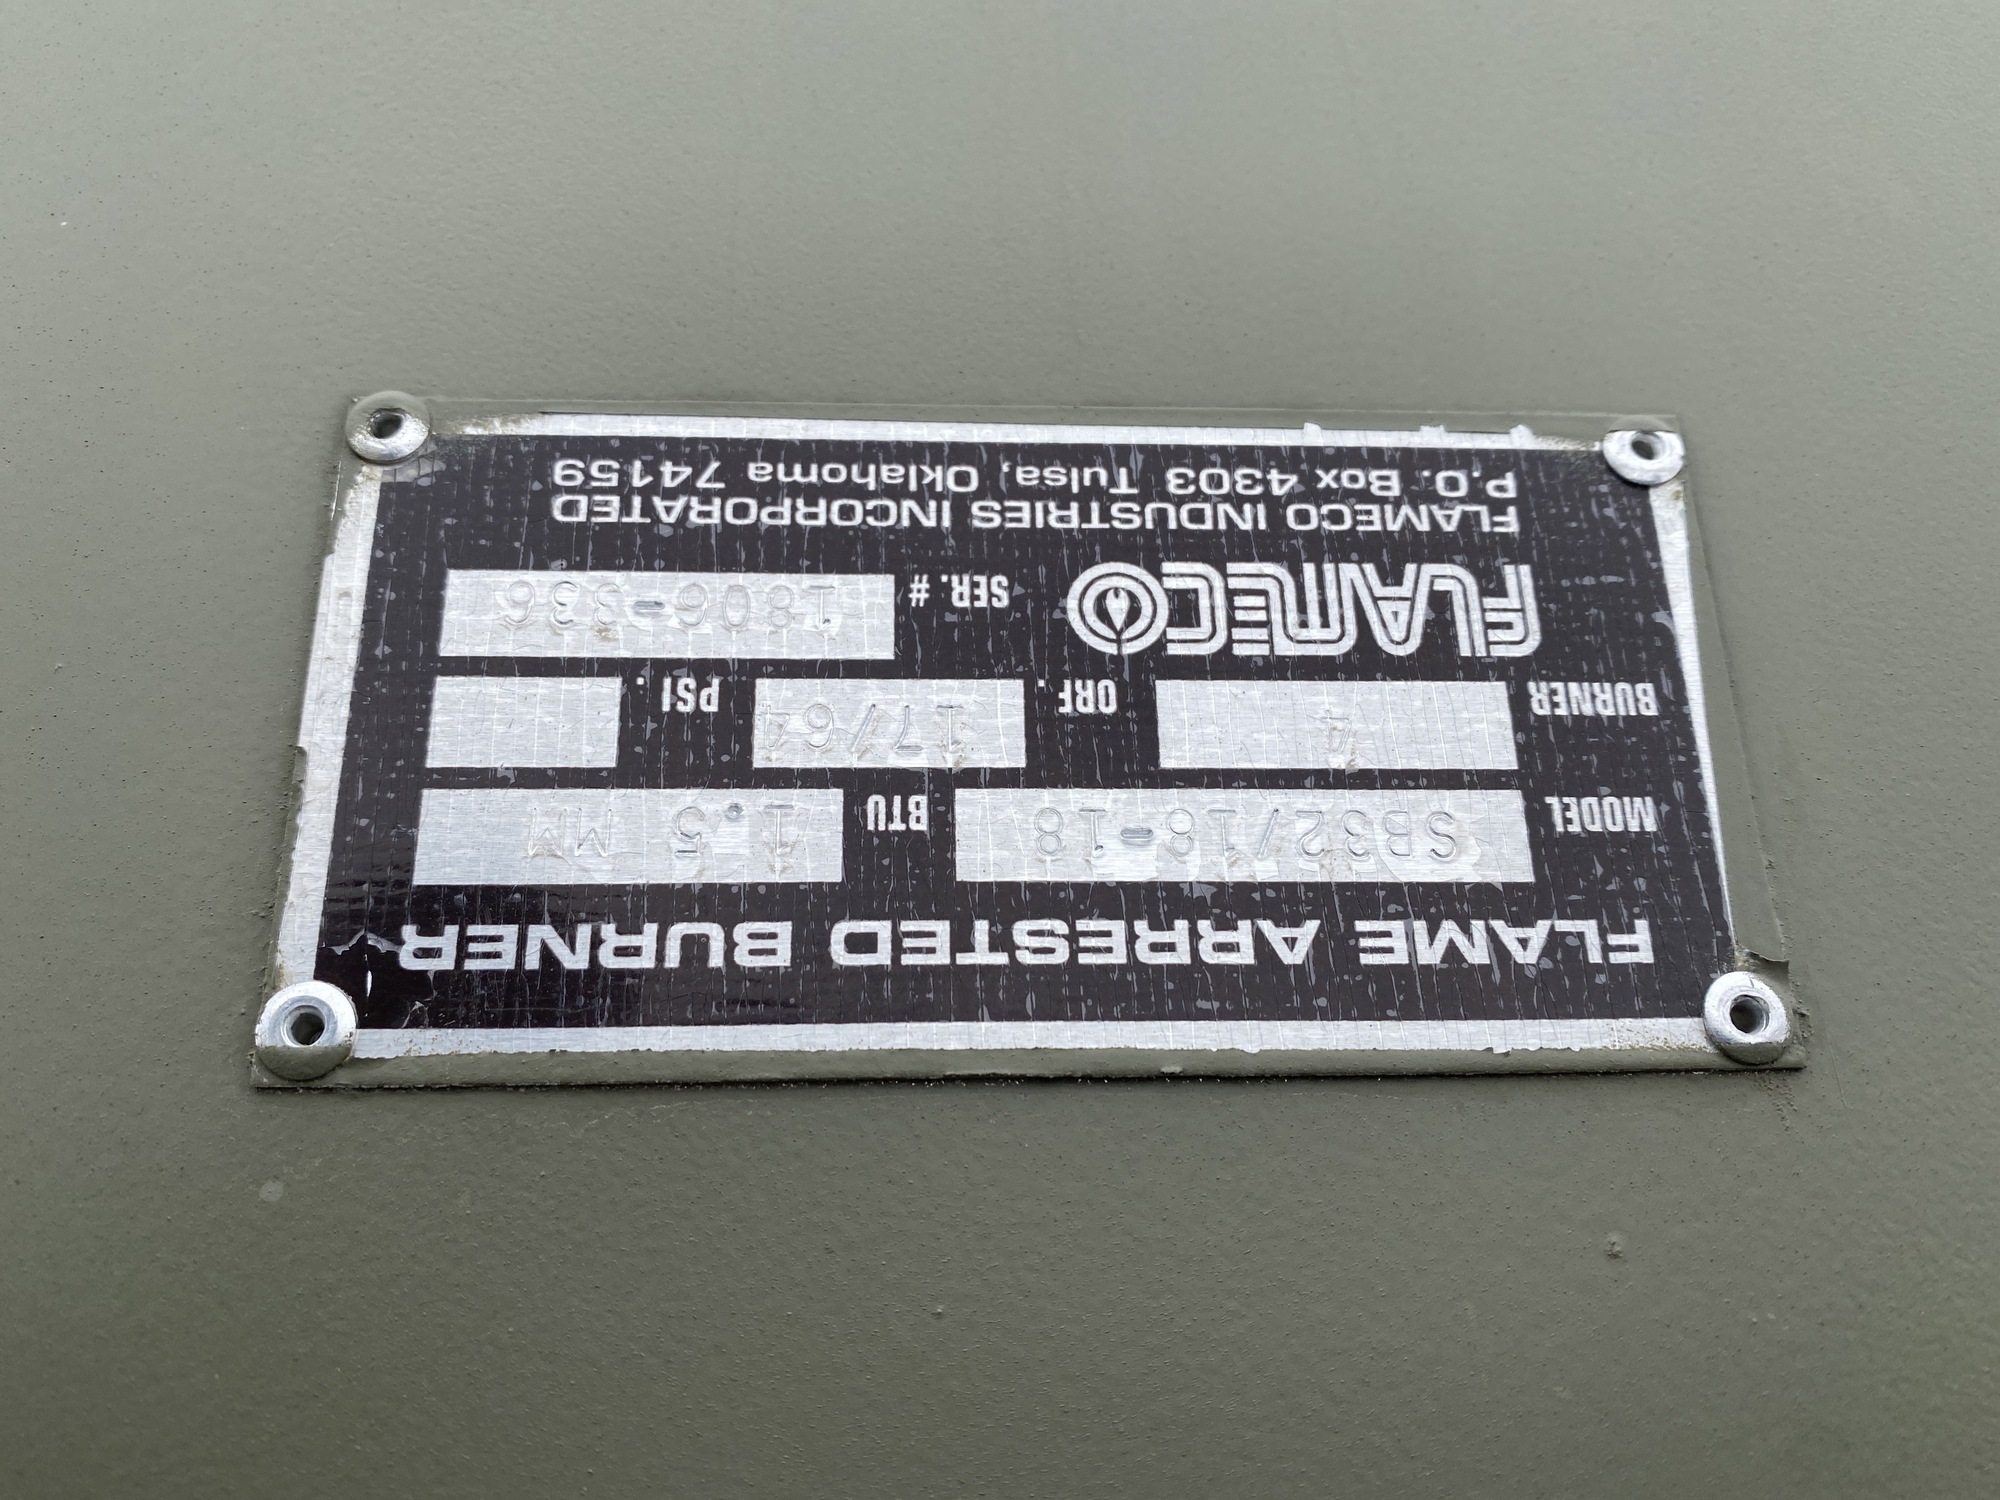 FLAME ARRESTED BURNER
MODEL SB32/18-18 BTU 1.5 MM
BURNER 4 ORF. 17/64 PSI.
FLAMECO SER. # 1806-336
FLAMECO INDUSTRIES INCORPORATED
P.O. Box 4303 Tulsa, Oklahoma 74159